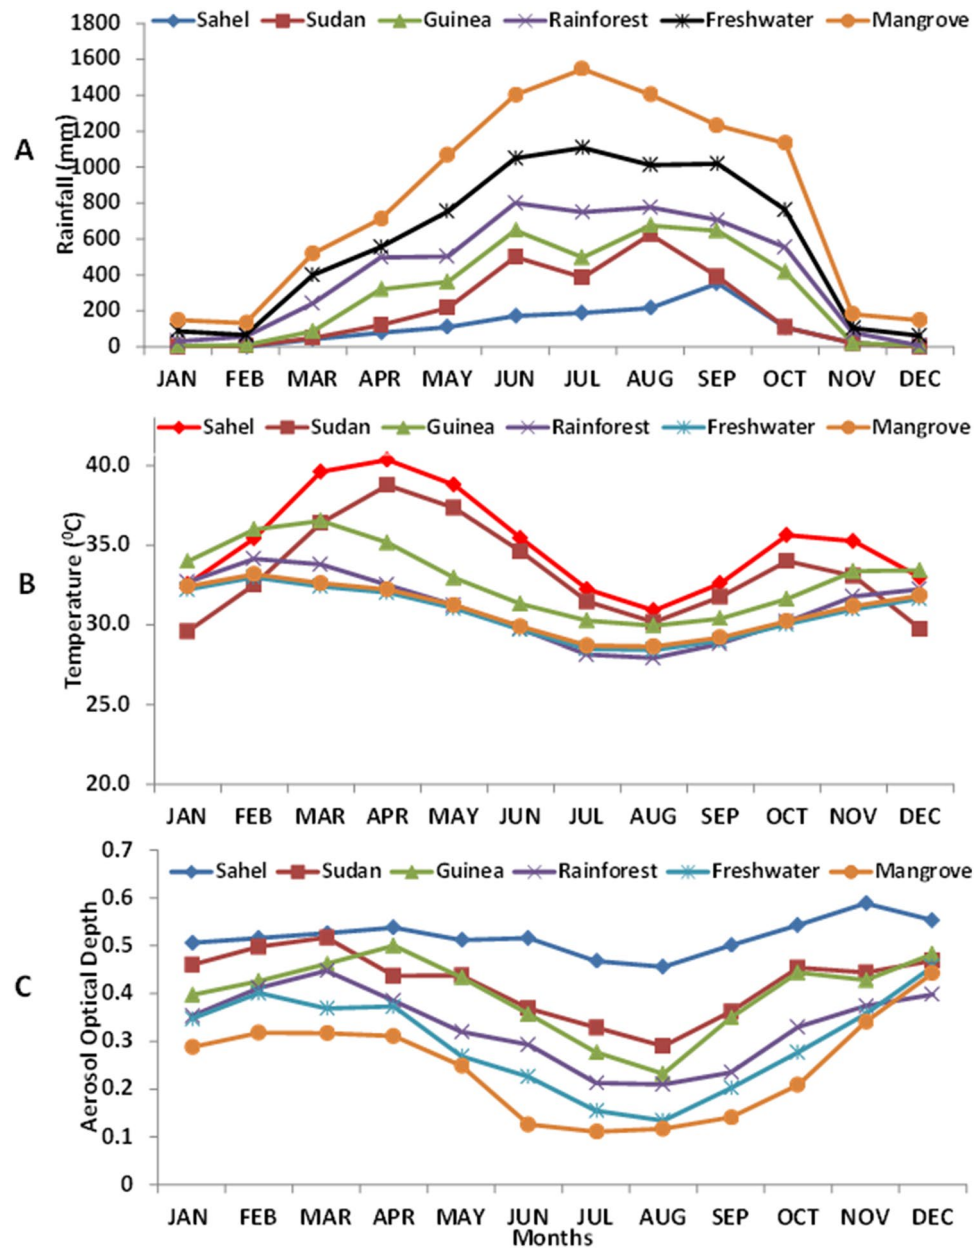 1800
Sahel Sudan Guinea Rainforest Freshwater Mangrove
1600
1400
A
1200
Rainfall (mm)
1000
800
600
400
200
0
JAN FEB MAR APR MAY JUN JUL AUG SEP OCT NOV DEC
Sahel Sudan Guinea Rainforest Freshwater Mangrove
40.0
35.0
B
Temperature (⁰C)
30.0
25.0
20.0
JAN FEB MAR APR MAY JUN JUL AUG SEP OCT NOV DEC
0.7
Sahel Sudan Guinea Rainforest Freshwater Mangrove
0.6
0.5
C
Aerosol Optical Depth
0.4
0.3
0.2
0.1
0
JAN FEB MAR APR MAY JUN JUL AUG SEP OCT NOV DEC
Months